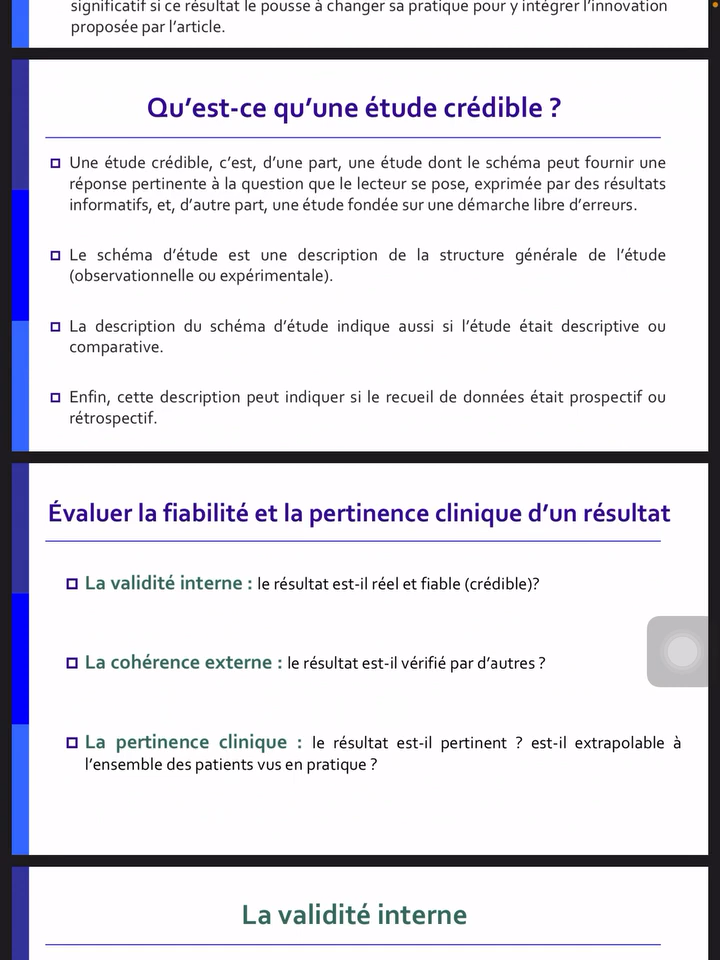 significatif si ce résultat le pousse à changer sa pratique pour y intégrer l'innovation
proposée par l'article.
Qu'est-ce qu'une étude crédible ?
Une étude crédible, c'est, d'une part, une étude dont le schéma peut fournir une
réponse pertinente à la question que le lecteur se pose, exprimée par des résultats
informatifs, et, d'autre part, une étude fondée sur une démarche libre d'erreurs.
Le schéma d'étude est une description de la structure générale de l'étude
(observationnelle ou expérimentale).
La description du schéma d'étude indique aussi si l'étude était descriptive ou
comparative.
Enfin, cette description peut indiquer si le recueil de données était prospectif ou
rétrospectif.
Évaluer la fiabilité et la pertinence clinique d'un résultat
La validité interne : le résultat est-il réel et fiable (crédible)?
La cohérence externe : le résultat est-il vérifié par d'autres ?
La pertinence clinique : le résultat est-il pertinent ? est-il extrapolable à
l'ensemble des patients vus en pratique ?
La validité interne